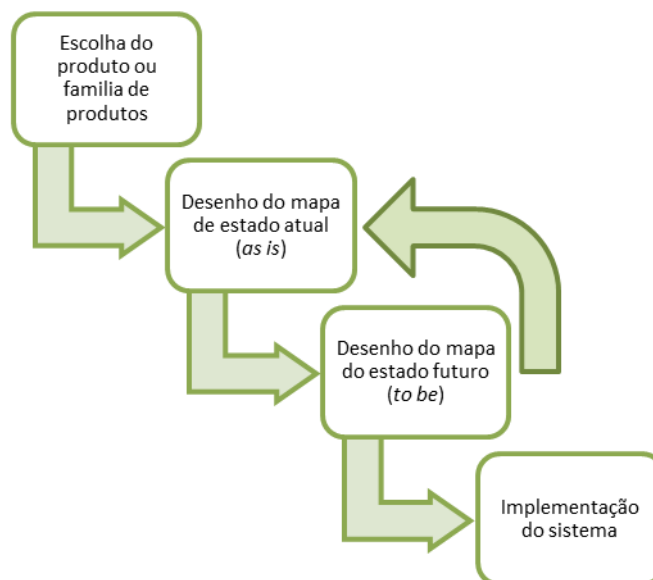 Escolha do
produto ou
familia de
produtos
Desenho do mapa
de estado atual
(as is)
Desenho do mapa
do estado futuro
(to be)
Implementação
do sistema